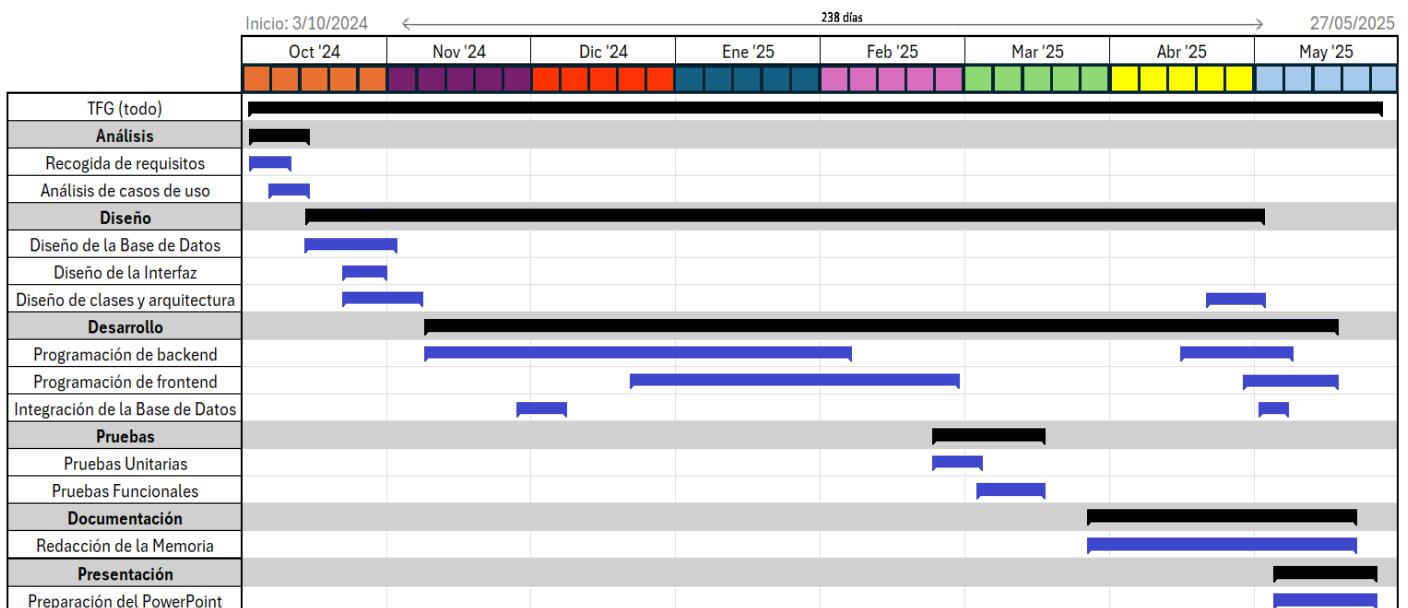 Inicio: 3/10/2024 238 días 27/05/2025
Oct '24 Nov '24 Dic '24 Ene '25 Feb '25 Mar '25 Abr '25 May '25
TFG (todo)
Análisis
Recogida de requisitos
Análisis de casos de uso
Diseño
Diseño de la Base de Datos
Diseño de la Interfaz
Diseño de clases y arquitectura
Desarrollo
Programación de backend
Programación de frontend
Integración de la Base de Datos
Pruebas
Pruebas Unitarias
Pruebas Funcionales
Documentación
Redacción de la Memoria
Presentación
Preparación del PowerPoint